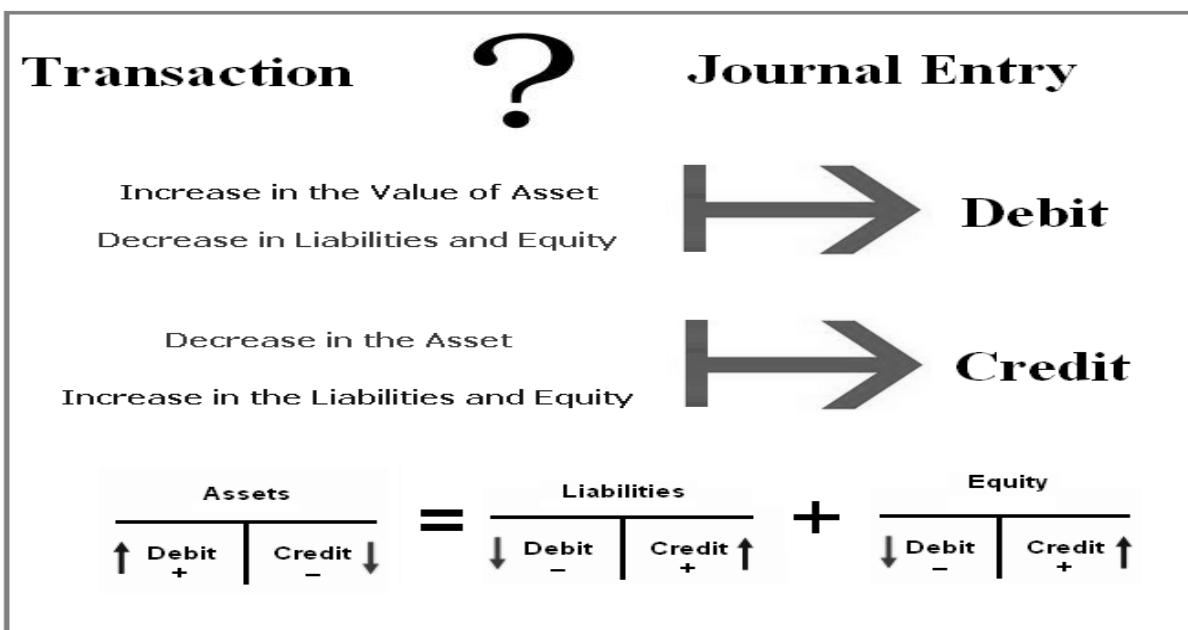 Transaction ? Journal Entry
Increase in the Value of Asset
Decrease in Liabilities and Equity
Debit
Decrease in the Asset
Increase in the Liabilities and Equity
Credit
Assets = Liabilities + Equity
Debit Credit Debit Credit Debit Credit
+ – – + – +